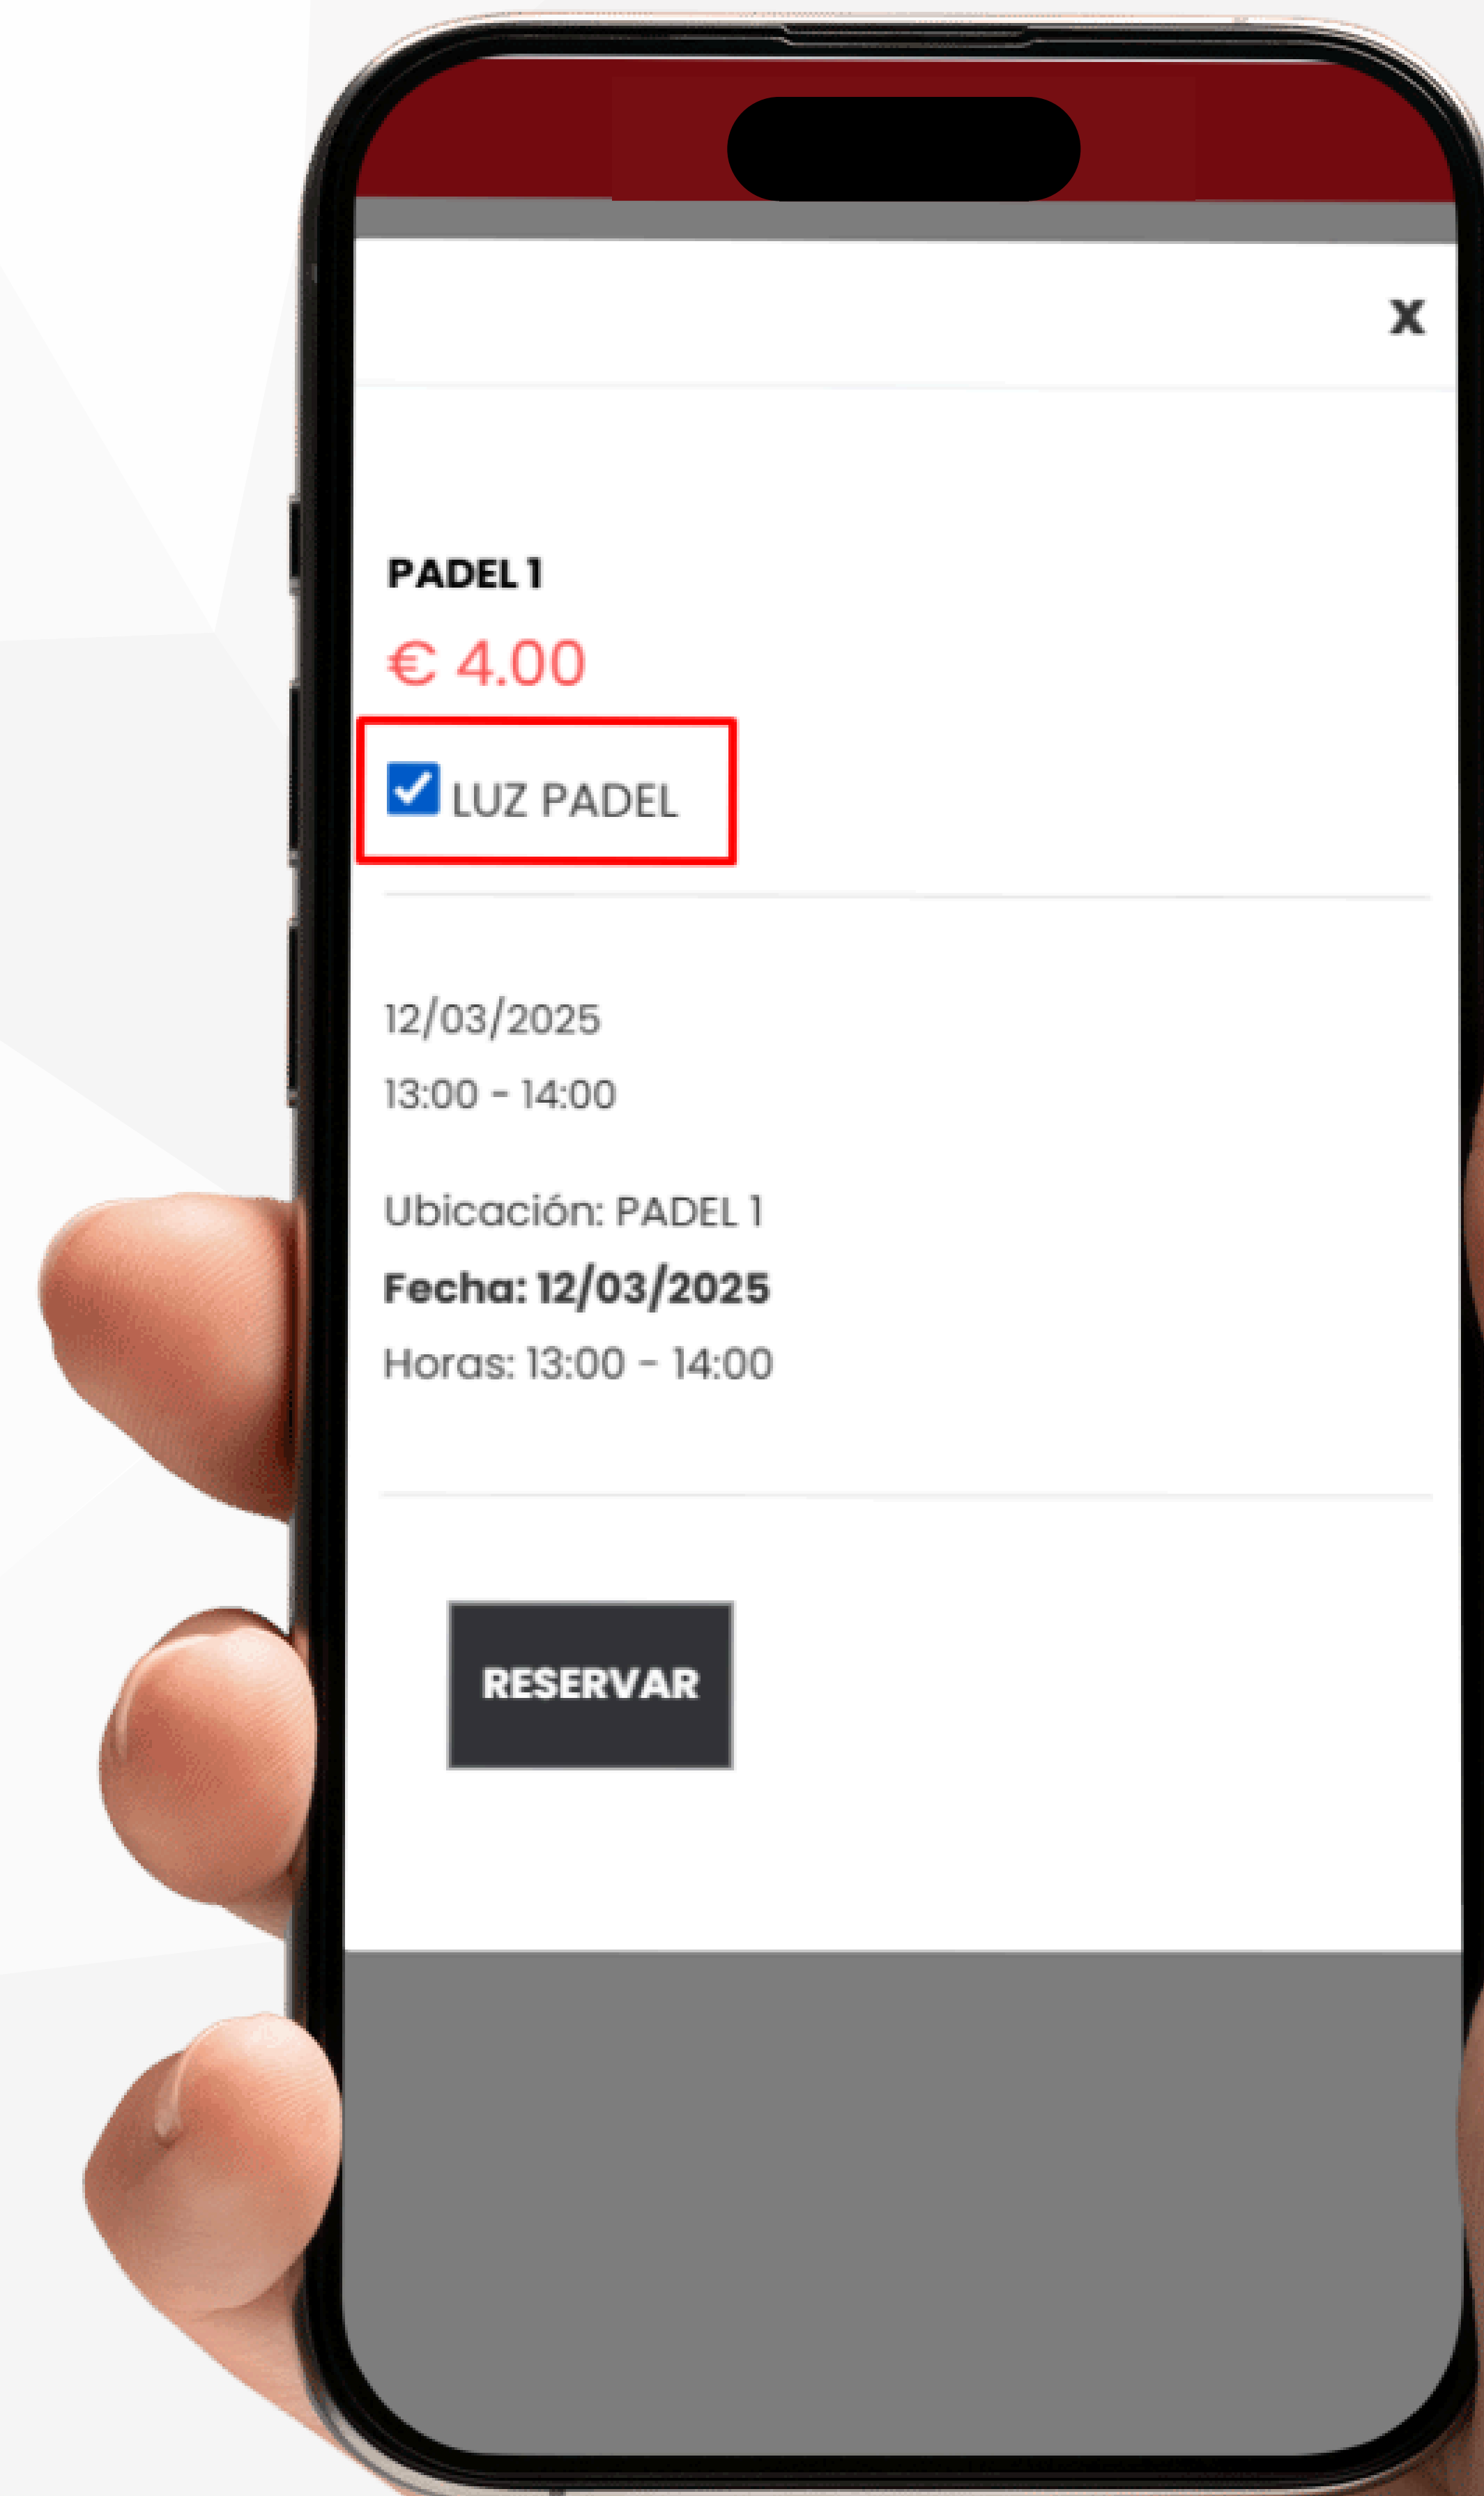 X
PADEL 1
€ 4.00
LUZ PADEL
12/03/2025
13:00 - 14:00
Ubicación: PADEL 1
Fecha: 12/03/2025
Horas: 13:00 - 14:00
RESERVAR